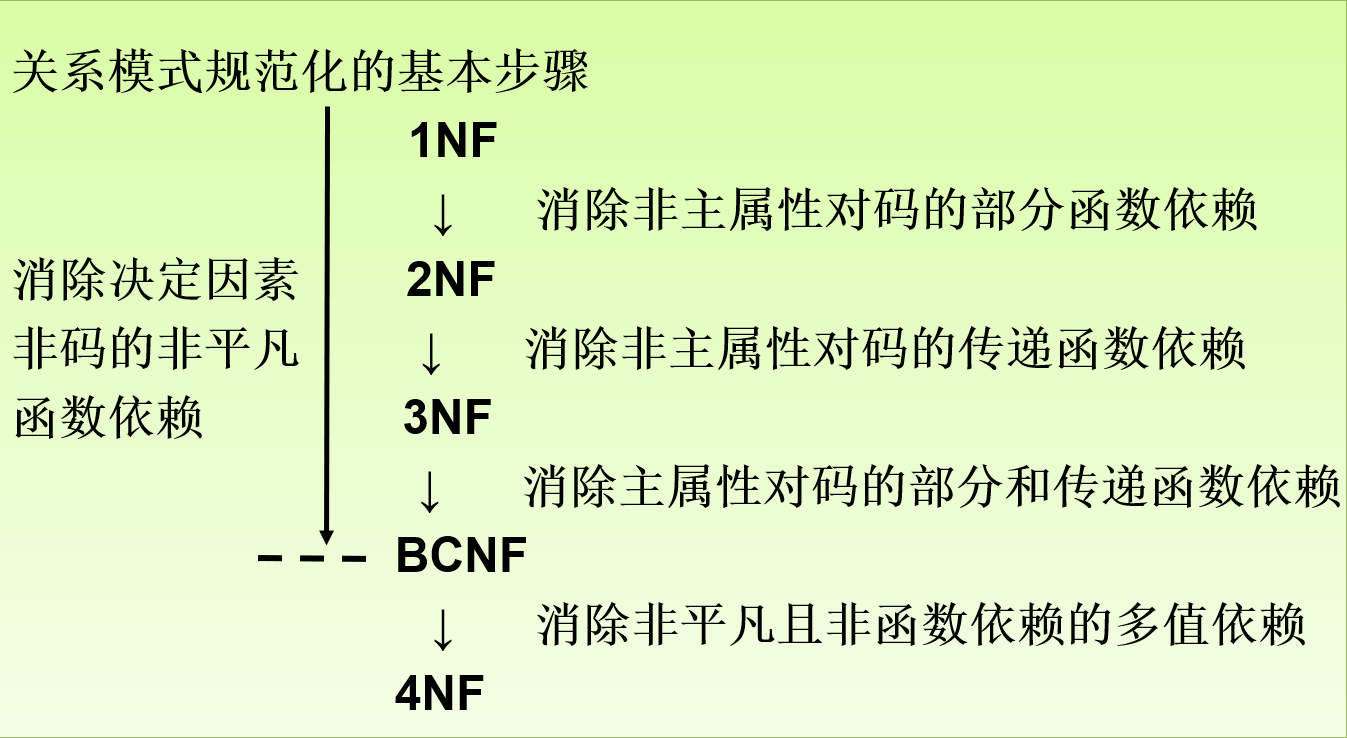 关系模式规范化的基本步骤
1NF
↓ 消除非主属性对码的部分函数依赖
消除决定因素 2NF
非码的非平凡 ↓ 消除非主属性对码的传递函数依赖
函数依赖 3NF
↓ 消除主属性对码的部分和传递函数依赖
– – – BCNF
↓ 消除非平凡且非函数依赖的多值依赖
4NF